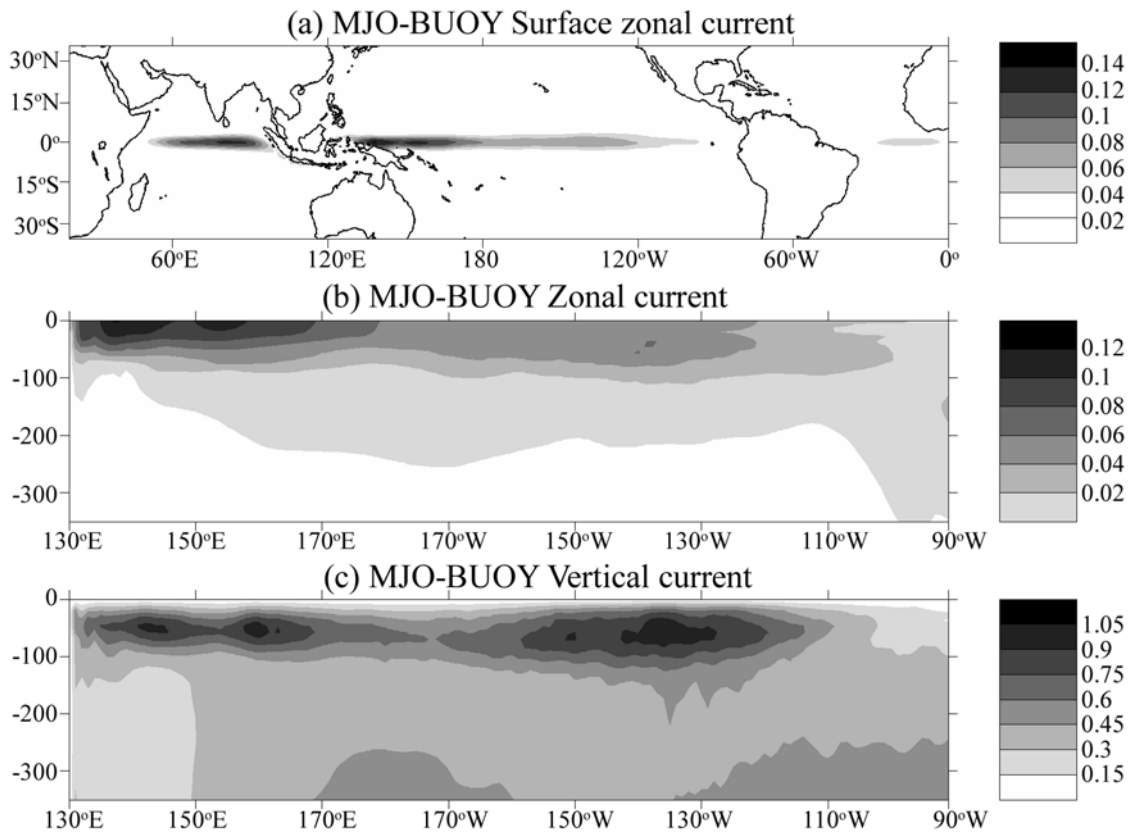 (a) MJO-BUOY Surface zonal current
30°N
15°N
0°
15°S
30°S
60°E 120°E 180 120°W 60°W 0°
0.14
0.12
0.1
0.08
0.06
0.04
0.02
(b) MJO-BUOY Zonal current
0
-100
-200
-300
130°E 150°E 170°E 170°W 150°W 130°W 110°W 90°W
0.12
0.1
0.08
0.06
0.04
0.02
(c) MJO-BUOY Vertical current
0
-100
-200
-300
130°E 150°E 170°E 170°W 150°W 130°W 110°W 90°W
1.05
0.9
0.75
0.6
0.45
0.3
0.15